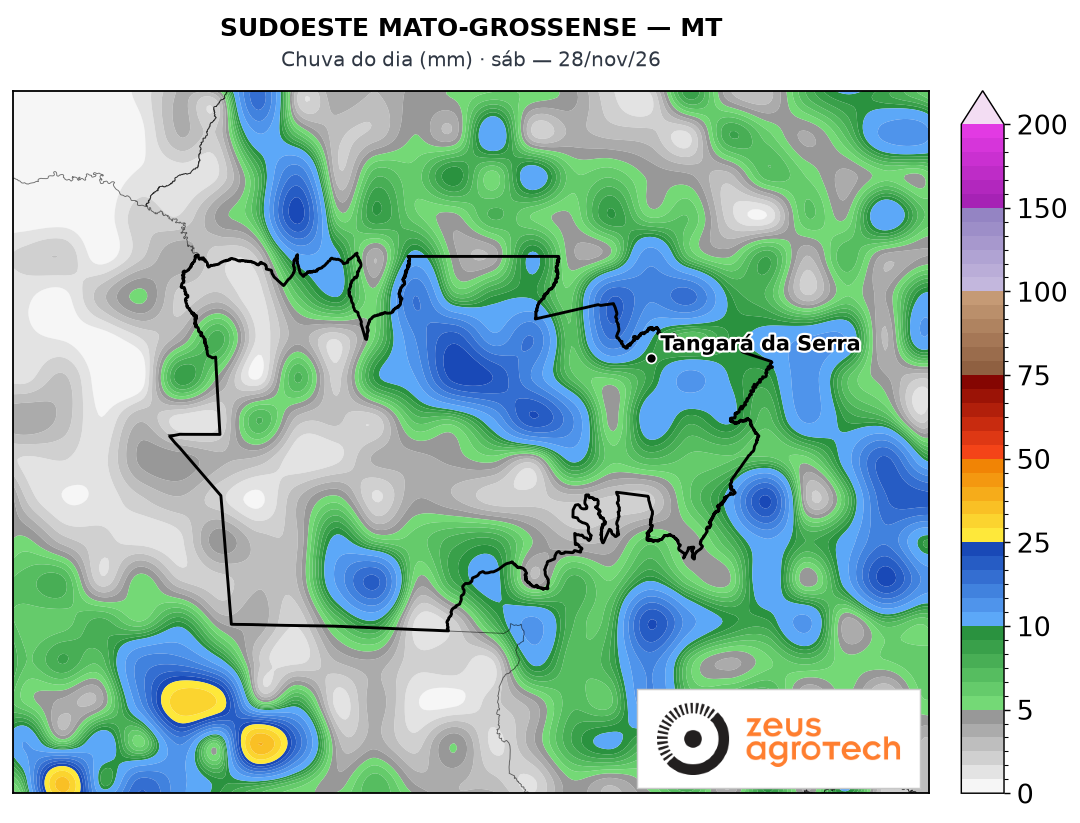 SUDOESTE MATO-GROSSENSE — MT
Chuva do dia (mm) · sáb — 28/nov/26
200
150
100
75
50
25
10
5
0
Tangará da Serra
zeus
agrotech